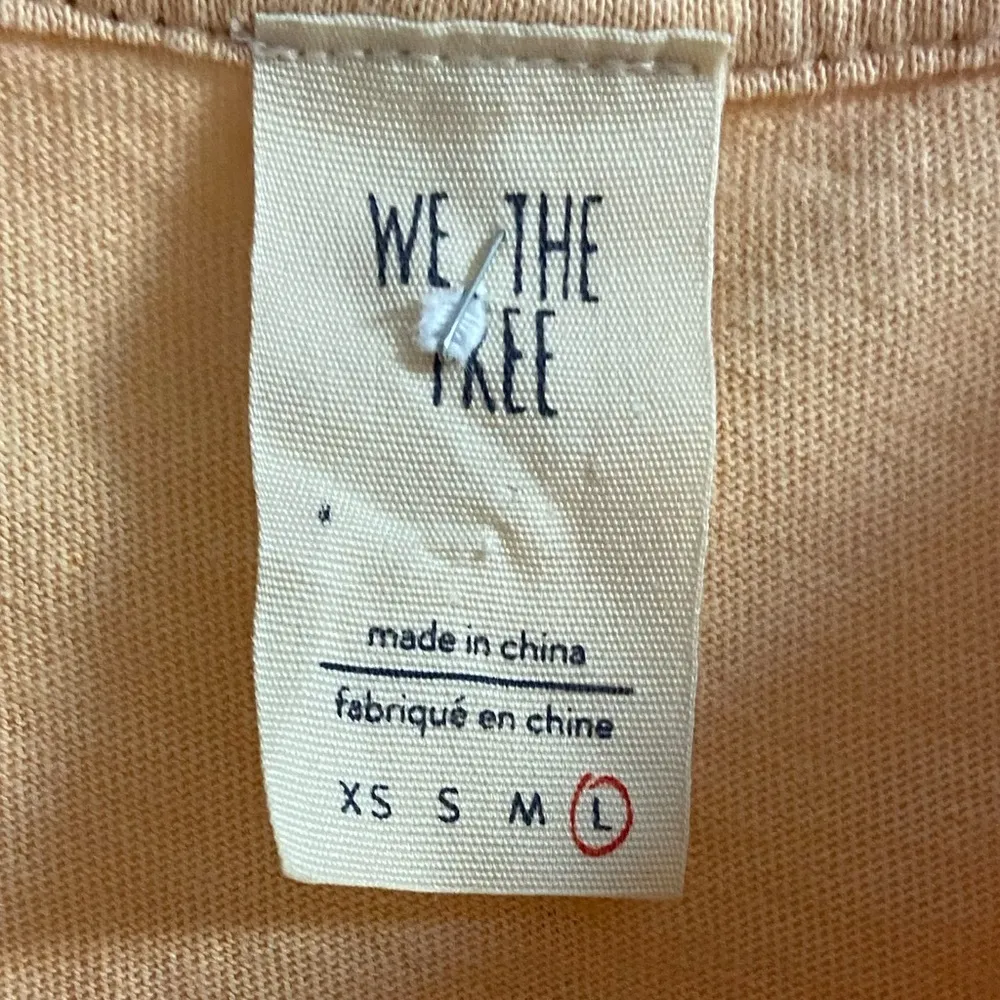 WE THE
FREE
made in china
fabriqué en chine
XS S M L